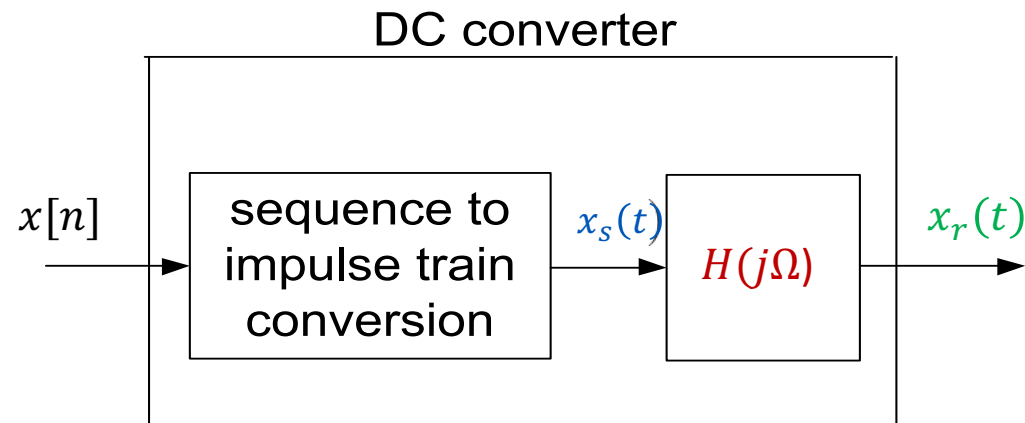 DC converter
x[n]
sequence to
impulse train
conversion
x_s(t)
H(jΩ)
x_r(t)